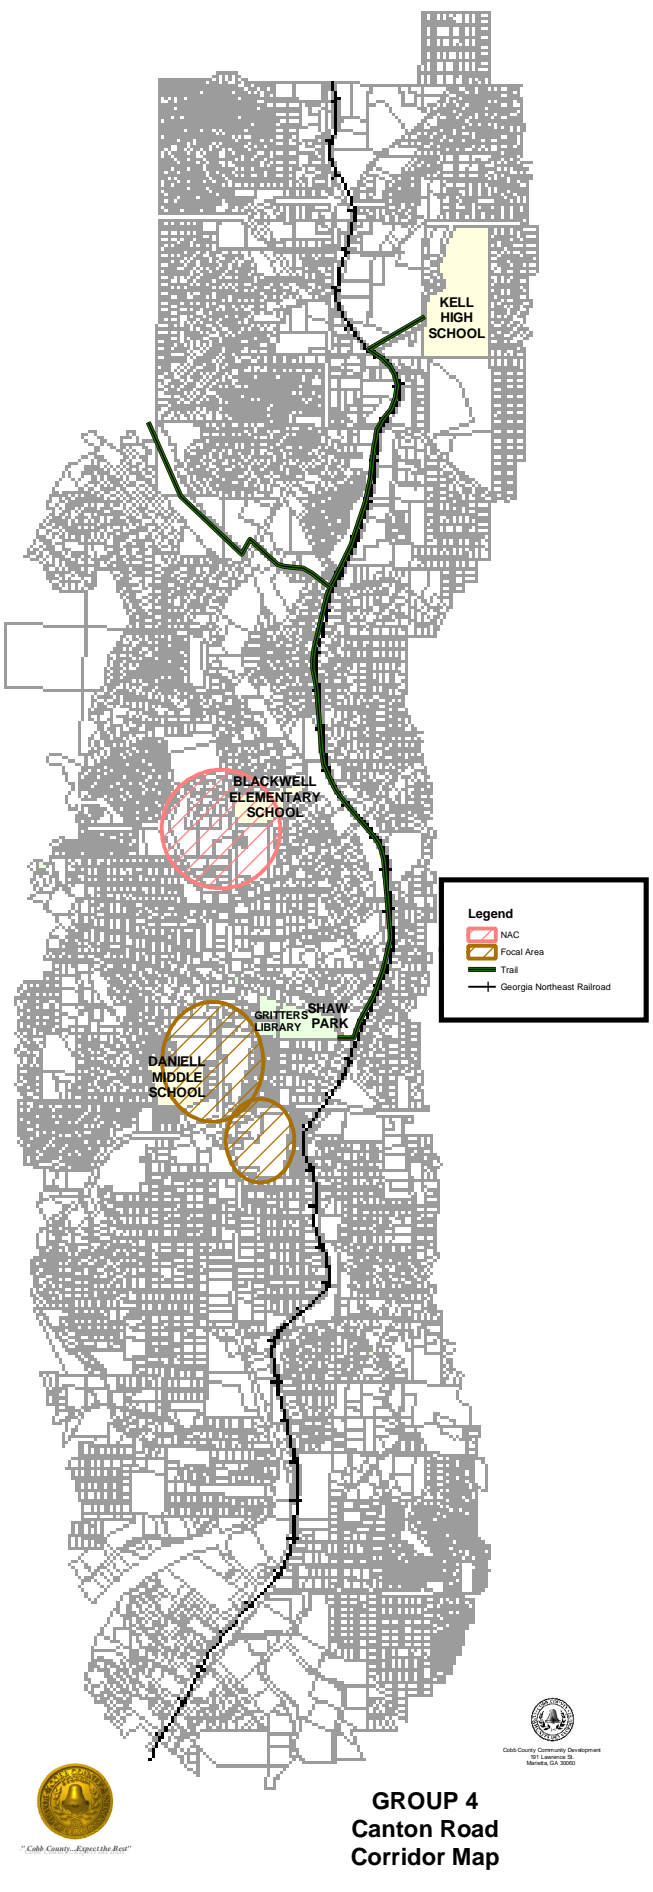 KELL
HIGH
SCHOOL
BLACKWELL
ELEMENTARY
SCHOOL
Legend
NAC
Focal Area
Trail
Georgia Northeast Railroad
SHAW
PARK
GRITTERS
LIBRARY
DANIELL
MIDDLE
SCHOOL
Cobb County Community Development
191 Lawrence St.
Marietta, GA 30060
GROUP 4
Canton Road
Corridor Map
"Cobb County...Expect the Best"